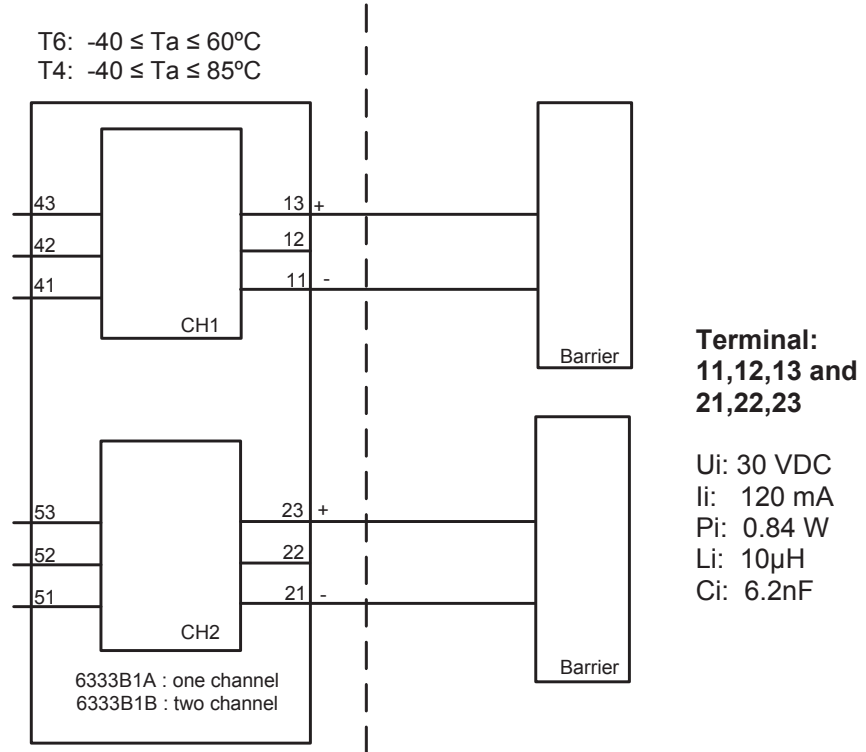 T6: -40 ≤ Ta ≤ 60ºC
T4: -40 ≤ Ta ≤ 85ºC
43
42
41
13 +
12
11 -
CH1
Barrier
53
52
51
23 +
22
21 -
CH2
Barrier
6333B1A : one channel
6333B1B : two channel
Terminal:
11,12,13 and
21,22,23
Ui: 30 VDC
Ii: 120 mA
Pi: 0.84 W
Li: 10µH
Ci: 6.2nF